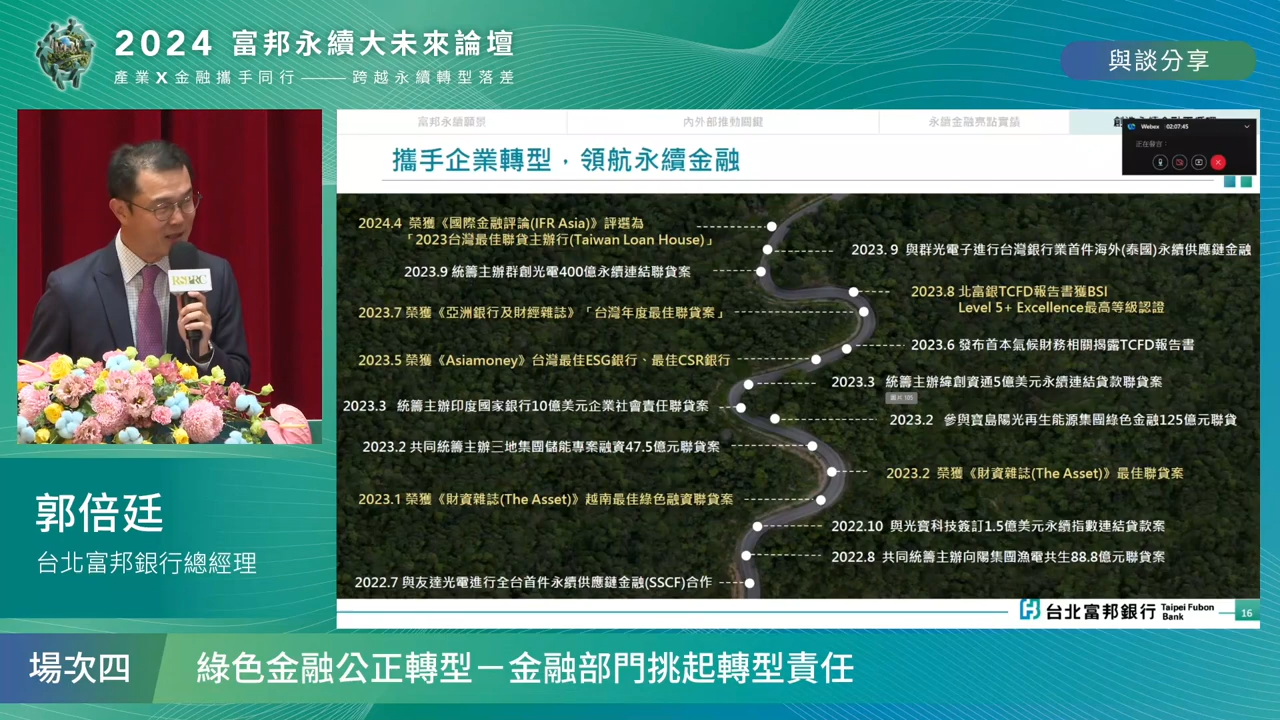 2024 富邦永續大未來論壇
產業X金融攜手同行——跨越永續轉型落差
與談分享
富邦永續願景
內外部推動關鍵
永續金融亮點實績
Webex 02:07:45
正在發言:
攜手企業轉型,領航永續金融
2024.4 榮獲《國際金融評論(IFR Asia)》評選為
「2023台灣最佳聯貸主辦行(Taiwan Loan House)」
2023.9 與群光電子進行台灣銀行業首件海外(泰國)永續供應鏈金融
2023.9 統籌主辦群創光電400億永續連結聯貸案
2023.8 北富銀TCFD報告書獲BSI
Level 5+ Excellence最高等級認證
2023.7 榮獲《亞洲銀行及財經雜誌》「台灣年度最佳聯貸案」
2023.6 發布首本氣候財務相關揭露TCFD報告書
2023.5 榮獲《Asiamoney》台灣最佳ESG銀行、最佳CSR銀行
2023.3 統籌主辦緯創資通5億美元永續連結貸款聯貸案
圖片 105
2023.3 統籌主辦印度國家銀行10億美元企業社會責任聯貸案
2023.2 參與寶島陽光再生能源集團綠色金融125億元聯貸
2023.2 共同統籌主辦三地集團儲能專案融資47.5億元聯貸案
2023.2 榮獲《財資雜誌(The Asset)》最佳聯貸案
2023.1 榮獲《財資雜誌(The Asset)》越南最佳綠色融資聯貸案
2022.10 與光寶科技簽訂1.5億美元永續指數連結貸款案
2022.8 共同統籌主辦向陽集團漁電共生88.8億元聯貸案
2022.7 與友達光電進行全台首件永續供應鏈金融(SSCF)合作
台北富邦銀行 Taipei Fubon Bank
16
郭倍廷
台北富邦銀行總經理
場次四
綠色金融公正轉型－金融部門挑起轉型責任